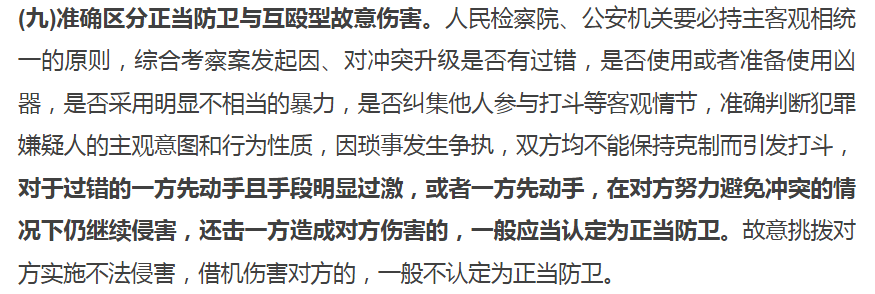 (九)准确区分正当防卫与互殴型故意伤害。人民检察院、公安机关要必持主客观相统
一的原则，综合考察案发起因、对冲突升级是否有过错，是否使用或者准备使用凶
器，是否采用明显不相当的暴力，是否纠集他人参与打斗等客观情节，准确判断犯罪
嫌疑人的主观意图和行为性质，因琐事发生争执，双方均不能保持克制而引发打斗，
对于过错的一方先动手且手段明显过激，或者一方先动手，在对方努力避免冲突的情
况下仍继续侵害，还击一方造成对方伤害的，一般应当认定为正当防卫。故意挑拨对
方实施不法侵害，借机伤害对方的，一般不认定为正当防卫。